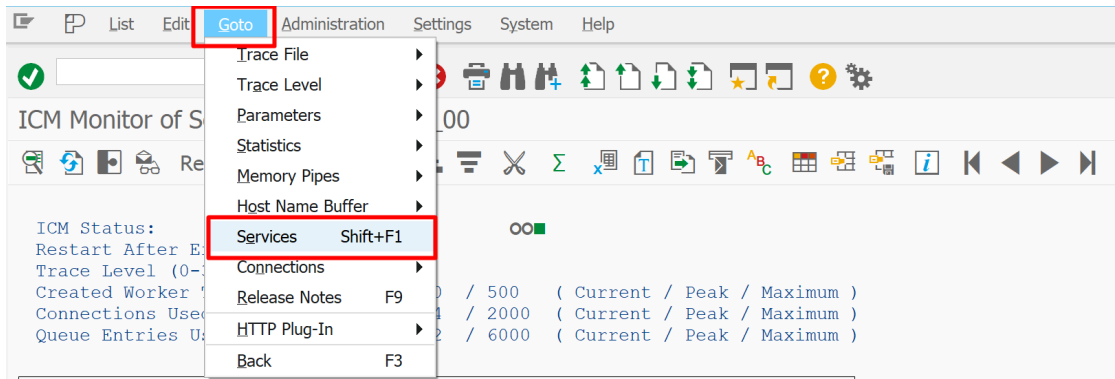 List Edit Goto Administration Settings System Help
Trace File
Trace Level
Parameters
Statistics
Memory Pipes
Host Name Buffer
Services Shift+F1
Connections
Release Notes F9
HTTP Plug-In
Back F3
ICM Monitor of S _00
Re
ABC
ICM Status:
Restart After E
Trace Level (0-
Created Worker / 500 ( Current / Peak / Maximum )
Connections Used / 2000 ( Current / Peak / Maximum )
Queue Entries U / 6000 ( Current / Peak / Maximum )